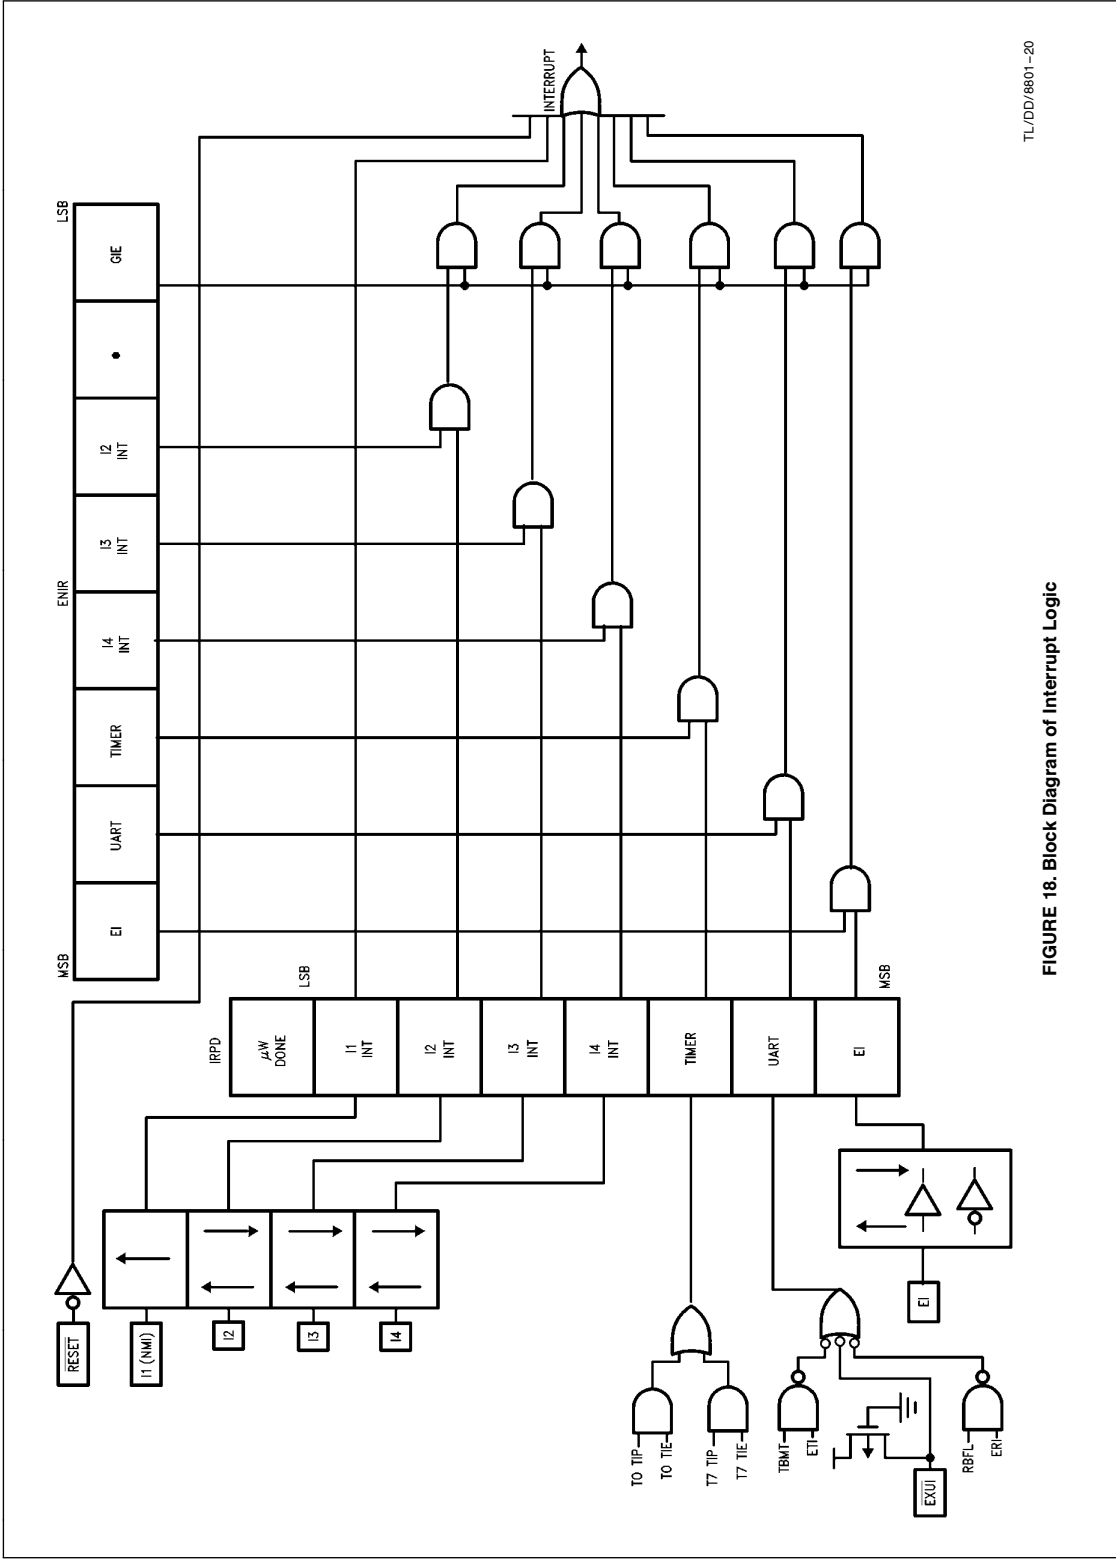 RESET
I1 (NMI)
I2
I3
I4
T0 TIP
T0 TIE
T7 TIP
T7 TIE
TBMT
ETI
EXUI
RBFL
ERI
EI
IRPD
μW
DONE
I1
INT
LSB
I2
INT
I3
INT
I4
INT
TIMER
UART
EI
MSB
MSB
ENIR
LSB
EI
UART
TIMER
I4
INT
I3
INT
I2
INT
•
GIE
INTERRUPT
TL/DD/8801–20
FIGURE 18. Block Diagram of Interrupt Logic